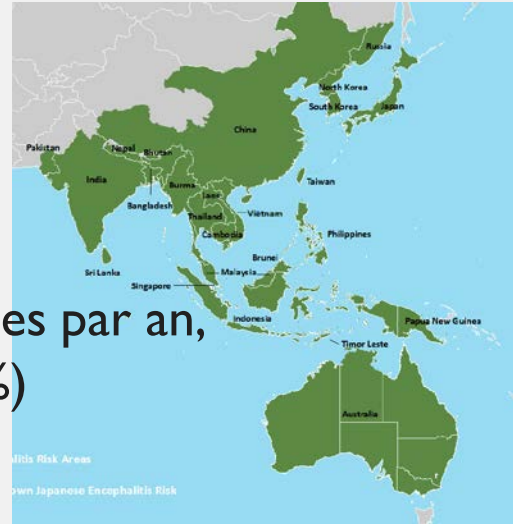 Russia
North Korea
South Korea
Japan
China
Pakistan
Nepal
Bhutan
India
Burma
Taiwan
Laos
Bangladesh
Thailand
Viêtnam
Cambodia
Philippines
Brunei
Sri Lanka
Malaysia
Singapore
Indonesia
es par an,
Papua New Guinea
Timor Leste
%)
Australia
litis Risk Areas
own Japanese Encephalitis Risk